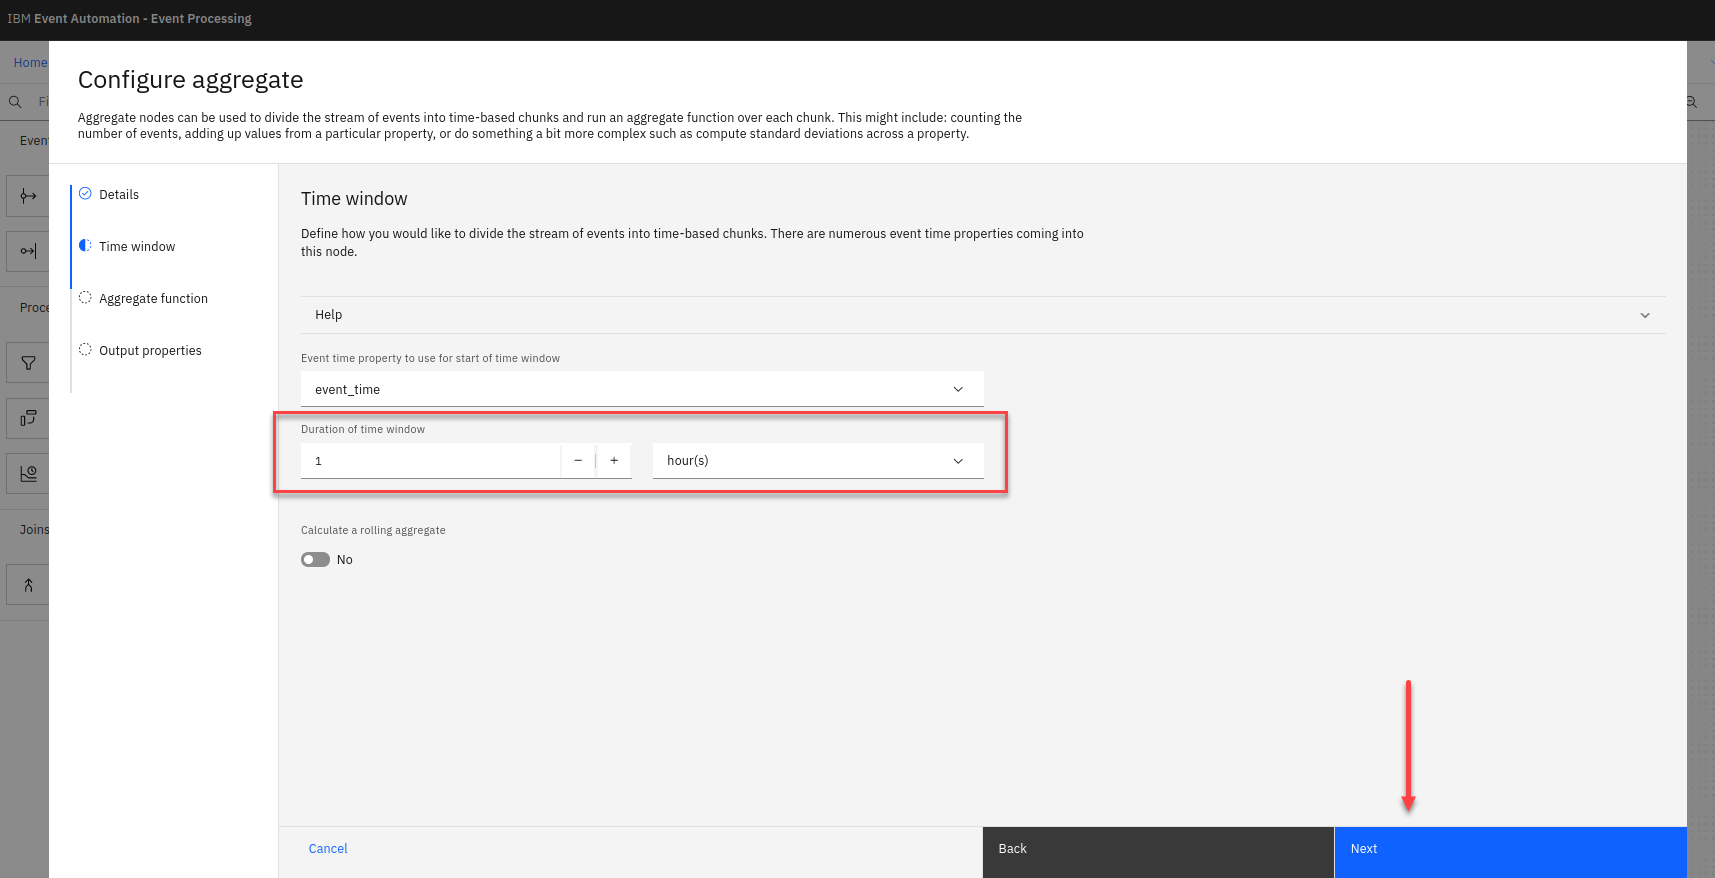 IBM Event Automation - Event Processing
Home
Configure aggregate
Aggregate nodes can be used to divide the stream of events into time-based chunks and run an aggregate function over each chunk. This might include: counting the
number of events, adding up values from a particular property, or do something a bit more complex such as compute standard deviations across a property.
Details
Time window
Aggregate function
Output properties
Joins
Time window
Define how you would like to divide the stream of events into time-based chunks. There are numerous event time properties coming into
this node.
Help
Event time property to use for start of time window
event_time
Duration of time window
1 − +
hour(s)
Calculate a rolling aggregate
No
Cancel
Back
Next